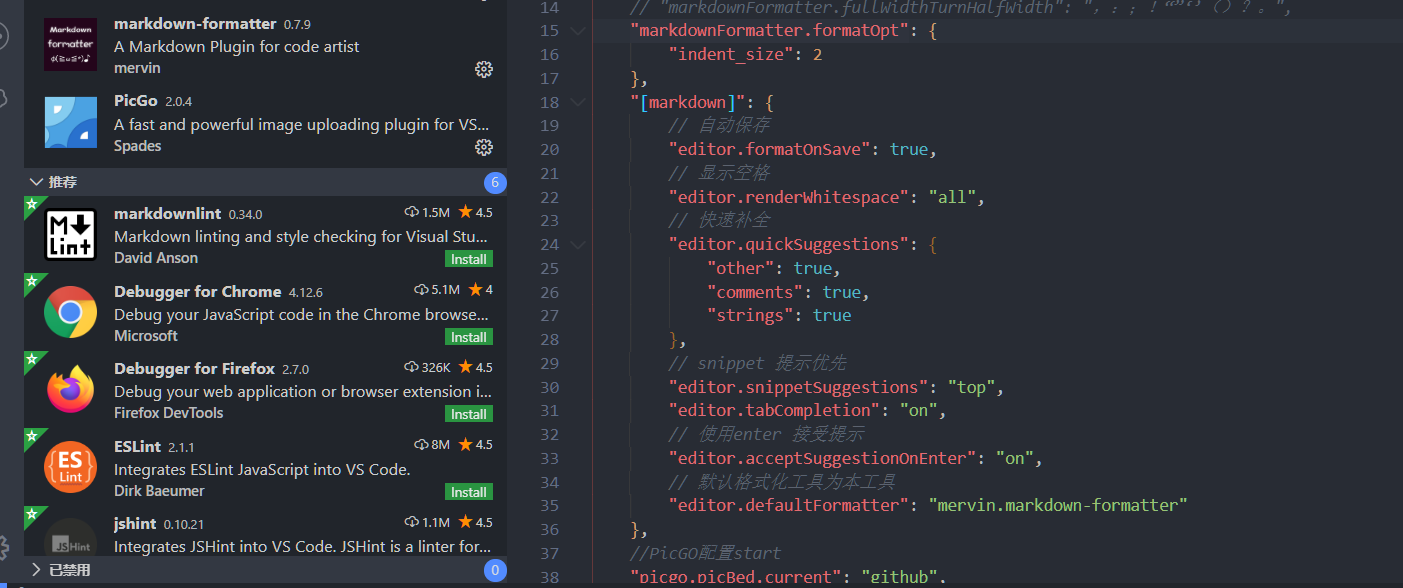 Markdown
formatter
markdown-formatter 0.7.9
A Markdown Plugin for code artist
mervin
PicGo 2.0.4
A fast and powerful image uploading plugin for VS...
Spades
推荐 6
M
Lint
markdownlint 0.34.0 1.5M 4.5
Markdown linting and style checking for Visual Stu...
David Anson Install
Debugger for Chrome 4.12.6 5.1M 4
Debug your JavaScript code in the Chrome browse...
Microsoft Install
Debugger for Firefox 2.7.0 326K 4.5
Debug your web application or browser extension i...
Firefox DevTools Install
ES
Lint
ESLint 2.1.1 8M 4.5
Integrates ESLint JavaScript into VS Code.
Dirk Baeumer Install
JSHint
jshint 0.10.21 1.1M 4.5
Integrates JSHint into VS Code. JSHint is a linter for...
已禁用 0
14 // "markdownFormatter.fullWidthTurnHalfWidth": "，：；！“”‘’（）？。",
15 "markdownFormatter.formatOpt": {
16 "indent_size": 2
17 },
18 "[markdown]": {
19 // 自动保存
20 "editor.formatOnSave": true,
21 // 显示空格
22 "editor.renderWhitespace": "all",
23 // 快速补全
24 "editor.quickSuggestions": {
25 "other": true,
26 "comments": true,
27 "strings": true
28 },
29 // snippet 提示优先
30 "editor.snippetSuggestions": "top",
31 "editor.tabCompletion": "on",
32 // 使用enter 接受提示
33 "editor.acceptSuggestionOnEnter": "on",
34 // 默认格式化工具为本工具
35 "editor.defaultFormatter": "mervin.markdown-formatter"
36 },
37 //PicGO配置start
38 "picgo.picBed.current": "github",